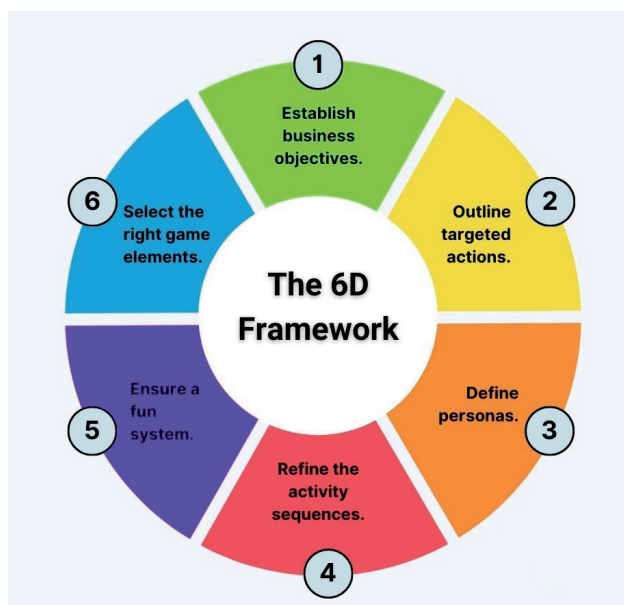 1
Establish
business
objectives.
2
Outline
targeted
actions.
3
Define
personas.
4
Refine the
activity
sequences.
5
Ensure a
fun
system.
6
Select the
right game
elements.
The 6D
Framework